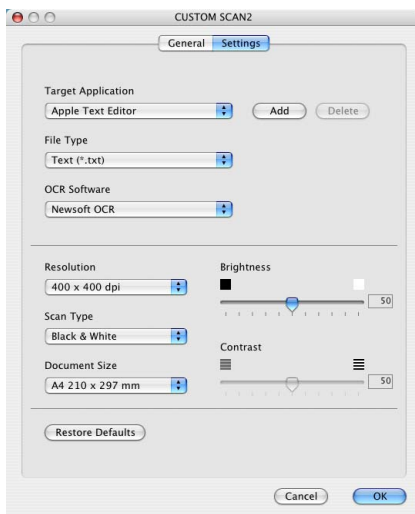 CUSTOM SCAN2
General Settings
Target Application
Apple Text Editor Add Delete
File Type
Text (*.txt)
OCR Software
Newsoft OCR
Resolution Brightness
400 x 400 dpi
50
Scan Type
Black & White
Contrast
Document Size
A4 210 x 297 mm 50
Restore Defaults
Cancel OK